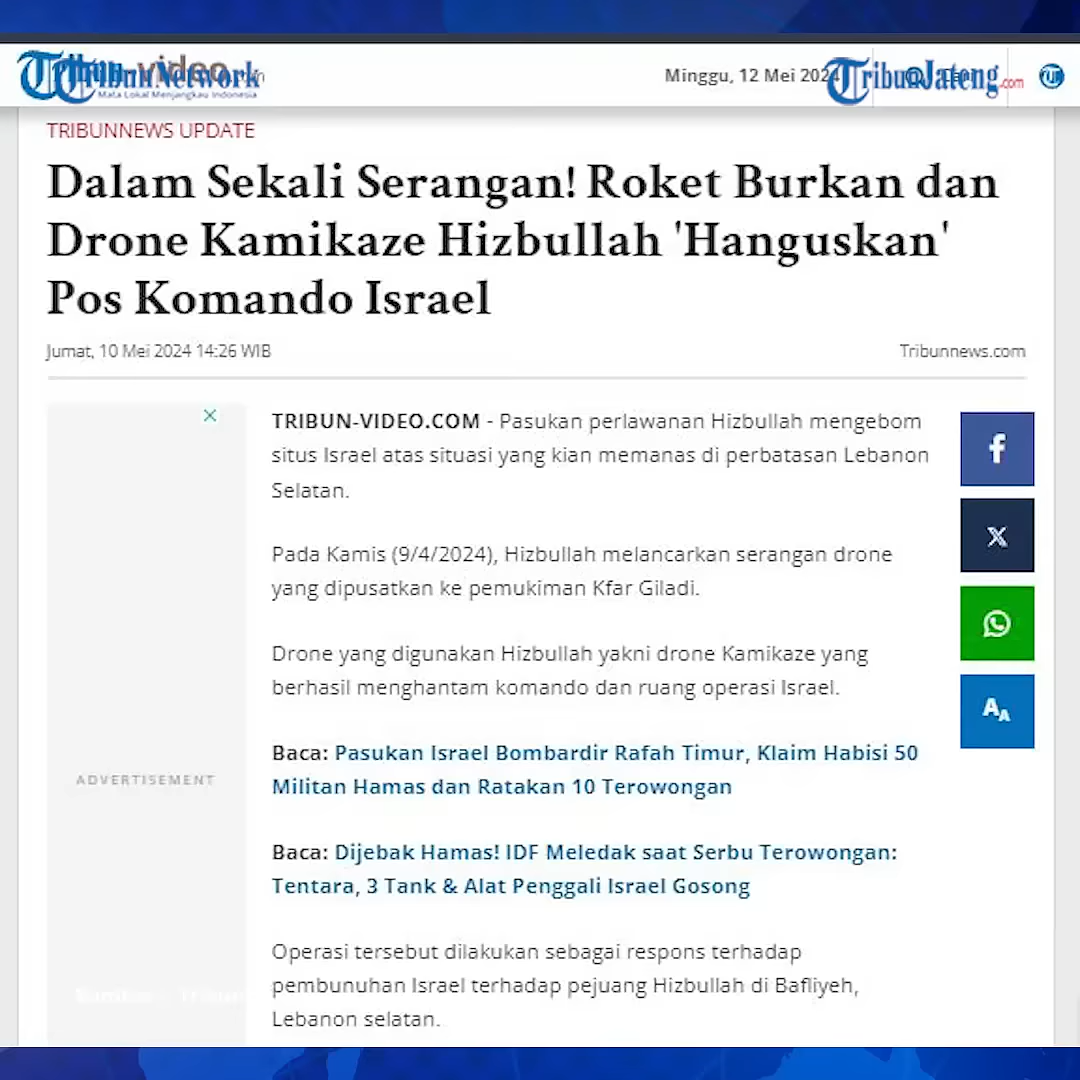 Tribun Network
Mata Lokal Menjangkau Indonesia
Minggu, 12 Mei 2024
TribunJateng.com
TRIBUNNEWS UPDATE
Dalam Sekali Serangan! Roket Burkan dan
Drone Kamikaze Hizbullah 'Hanguskan'
Pos Komando Israel
Jumat, 10 Mei 2024 14:26 WIB
Tribunnews.com
TRIBUN-VIDEO.COM - Pasukan perlawanan Hizbullah mengebom
situs Israel atas situasi yang kian memanas di perbatasan Lebanon
Selatan.
Pada Kamis (9/4/2024), Hizbullah melancarkan serangan drone
yang dipusatkan ke pemukiman Kfar Giladi.
Drone yang digunakan Hizbullah yakni drone Kamikaze yang
berhasil menghantam komando dan ruang operasi Israel.
Baca: Pasukan Israel Bombardir Rafah Timur, Klaim Habisi 50
Militan Hamas dan Ratakan 10 Terowongan
ADVERTISEMENT
Baca: Dijebak Hamas! IDF Meledak saat Serbu Terowongan:
Tentara, 3 Tank & Alat Penggali Israel Gosong
Operasi tersebut dilakukan sebagai respons terhadap
pembunuhan Israel terhadap pejuang Hizbullah di Bafliyeh,
Lebanon selatan.